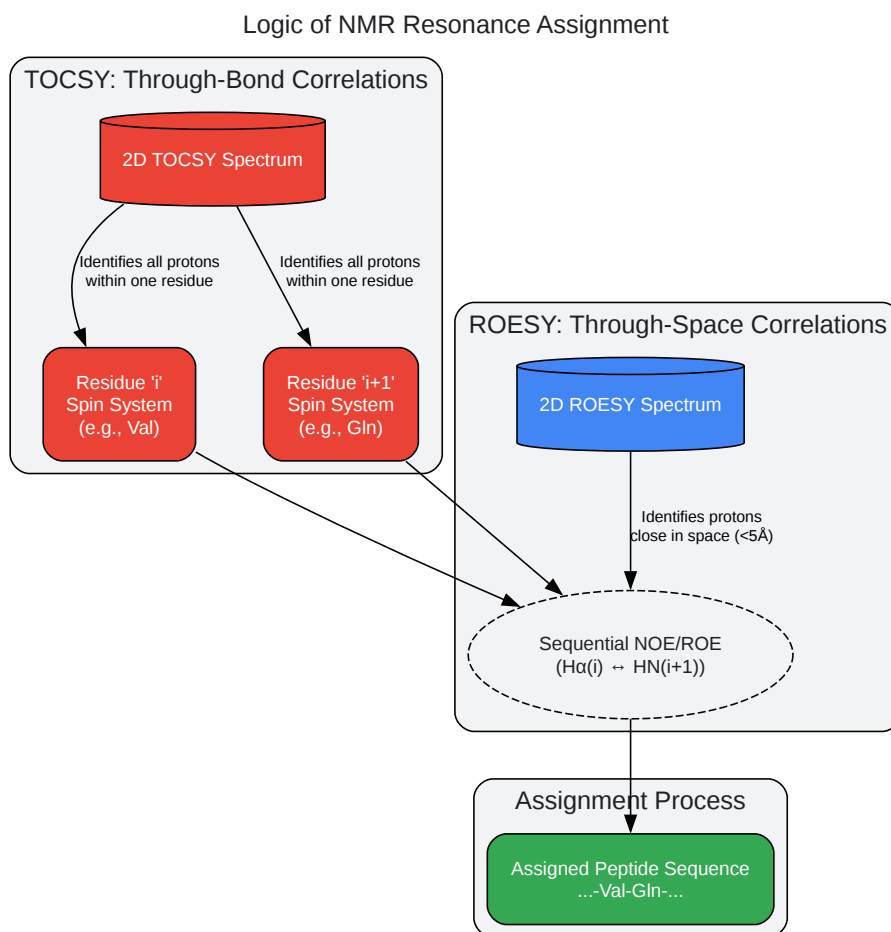 Logic of NMR Resonance Assignment
TOCSY: Through-Bond Correlations
2D TOCSY Spectrum
Identifies all protons
within one residue
Identifies all protons
within one residue
Residue 'i'
Spin System
(e.g., Val)
Residue 'i+1'
Spin System
(e.g., Gln)
ROESY: Through-Space Correlations
2D ROESY Spectrum
Identifies protons
close in space (<5Å)
Sequential NOE/ROE
(Hα(i) ↔ HN(i+1))
Assignment Process
Assigned Peptide Sequence
...-Val-Gln-...